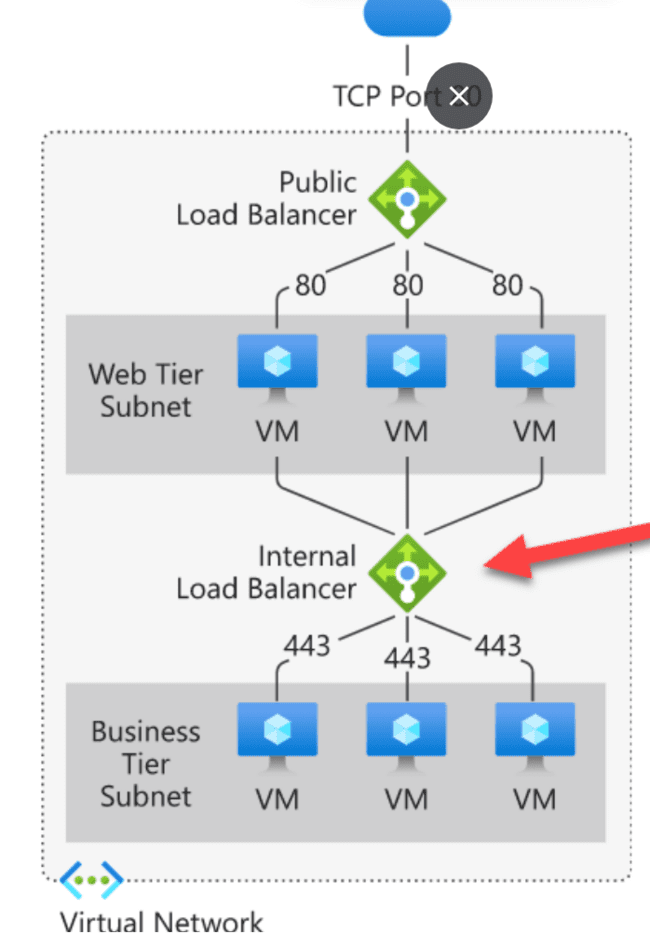 TCP Port
Public
Load Balancer
80 80 80
Web Tier
Subnet
VM VM VM
Internal
Load Balancer
443 443 443
Business
Tier
Subnet
VM VM VM
Virtual Network